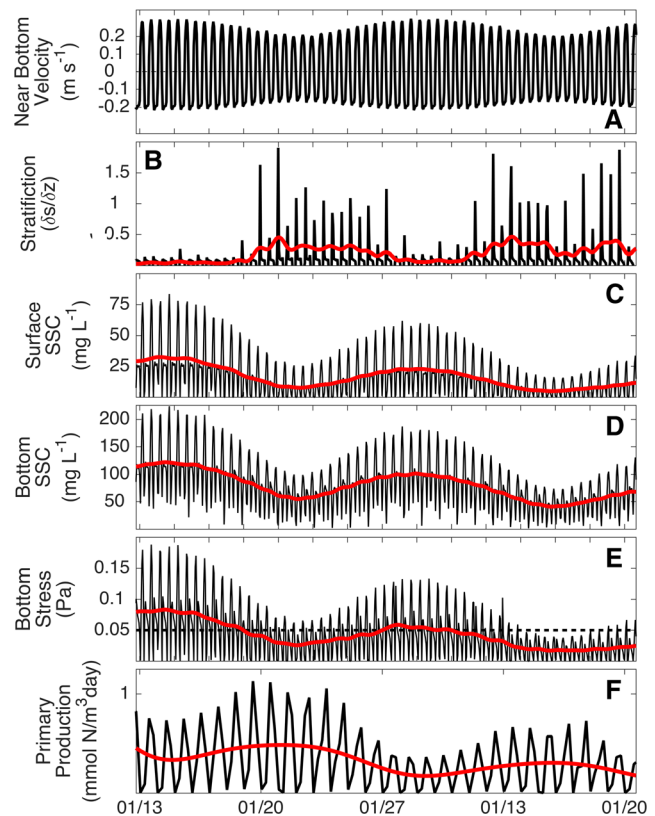 Near Bottom
Velocity
(m s-1)
0.2
0.1
0
-0.1
-0.2
A
Stratifiction
(δs/δz)
1.5
1
0.5
B
Surface
SSC
(mg L-1)
75
50
25
C
Bottom
SSC
(mg L-1)
200
150
100
50
D
Bottom
Stress
(Pa)
0.15
0.1
0.05
E
Primary
Production
(mmol N/m3day)
1
F
01/13 01/20 01/27 01/13 01/20